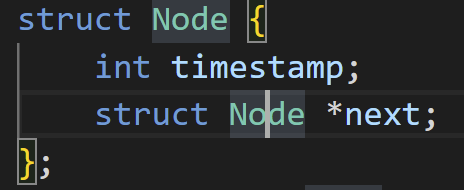 struct Node {
    int timestamp;
    struct Node *next;
};